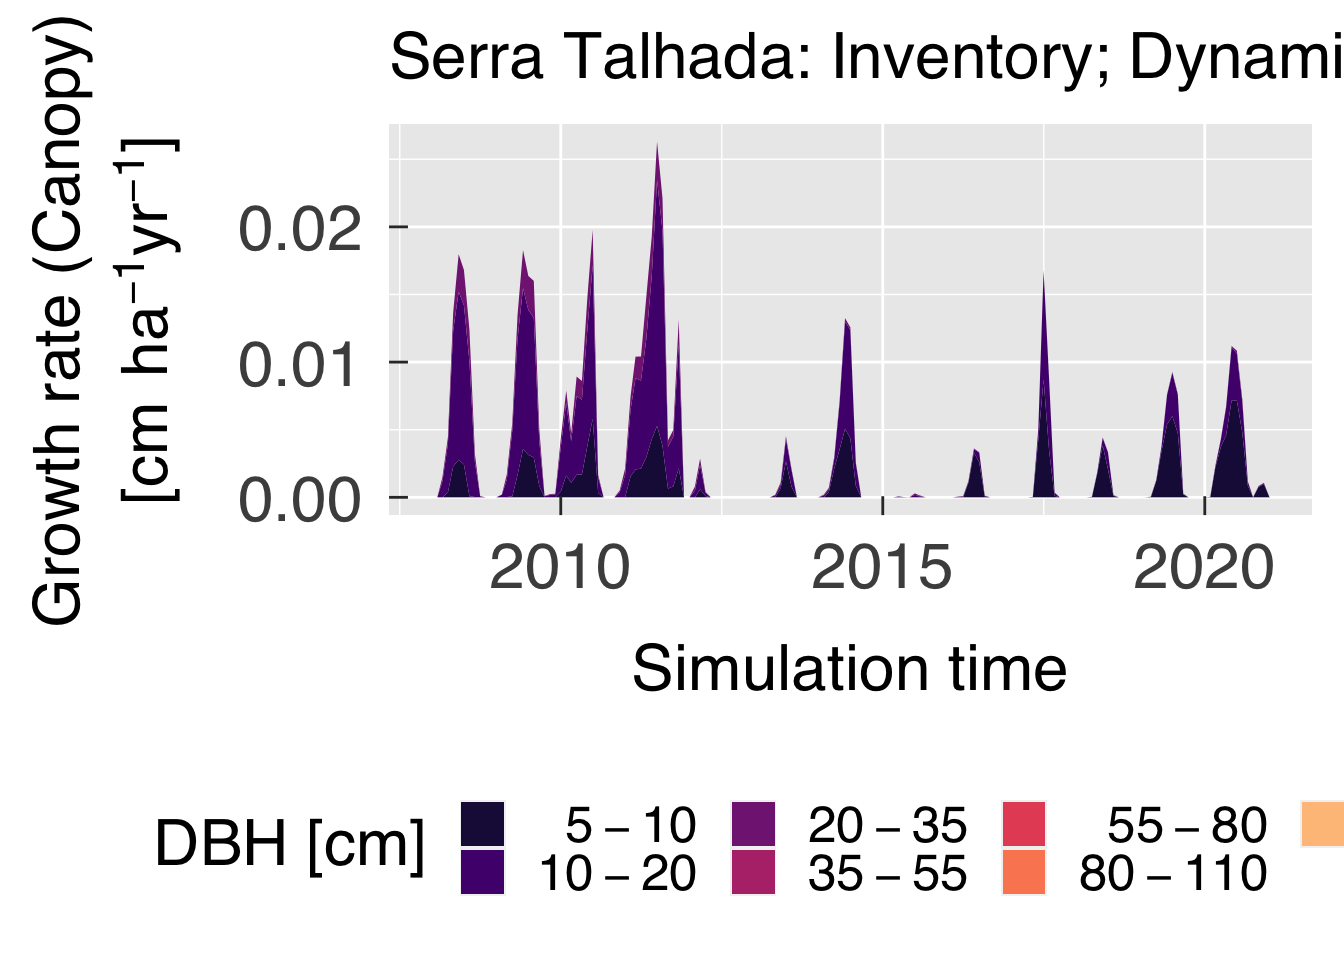 Serra Talhada: Inventory; Dynami
Growth rate (Canopy)
[cm ha⁻¹yr⁻¹]
0.02
0.01
0.00
2010 2015 2020
Simulation time
DBH [cm]
5 – 10 20 – 35 55 – 80
10 – 20 35 – 55 80 – 110